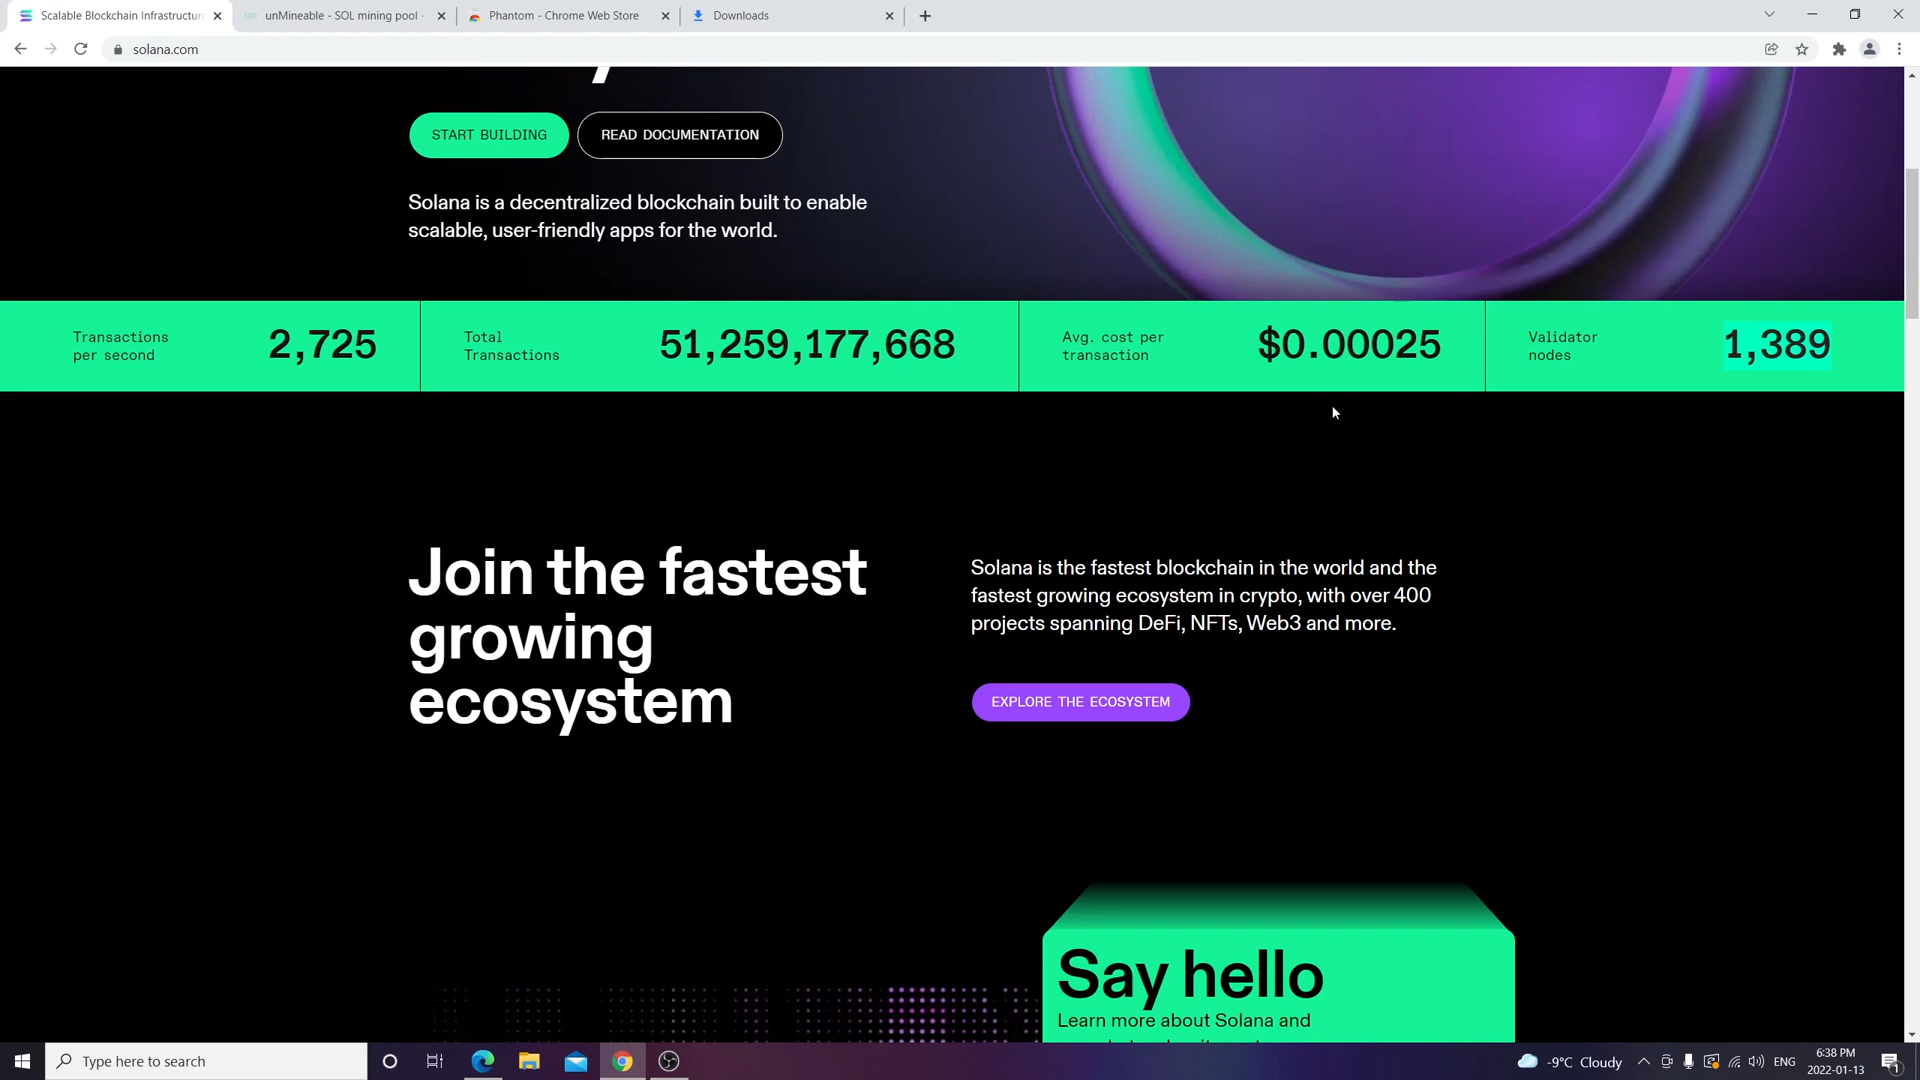 Scalable Blockchain Infrastructure
unMineable - SOL mining pool -
Phantom - Chrome Web Store
Downloads
solana.com
START BUILDING
READ DOCUMENTATION
Solana is a decentralized blockchain built to enable
scalable, user-friendly apps for the world.
Transactions
per second
2,725
Total
Transactions
51,259,177,668
Avg. cost per
transaction
$0.00025
Validator
nodes
1,389
Join the fastest
growing
ecosystem
Solana is the fastest blockchain in the world and the
fastest growing ecosystem in crypto, with over 400
projects spanning DeFi, NFTs, Web3 and more.
EXPLORE THE ECOSYSTEM
Say hello
Learn more about Solana and
Type here to search
-9°C Cloudy
ENG
6:38 PM
2022-01-13
1